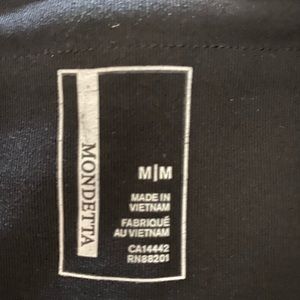 MONDETTA
M|M
MADE IN
VIETNAM
FABRIQUÉ
AU VIETNAM
CA14442
RN88201